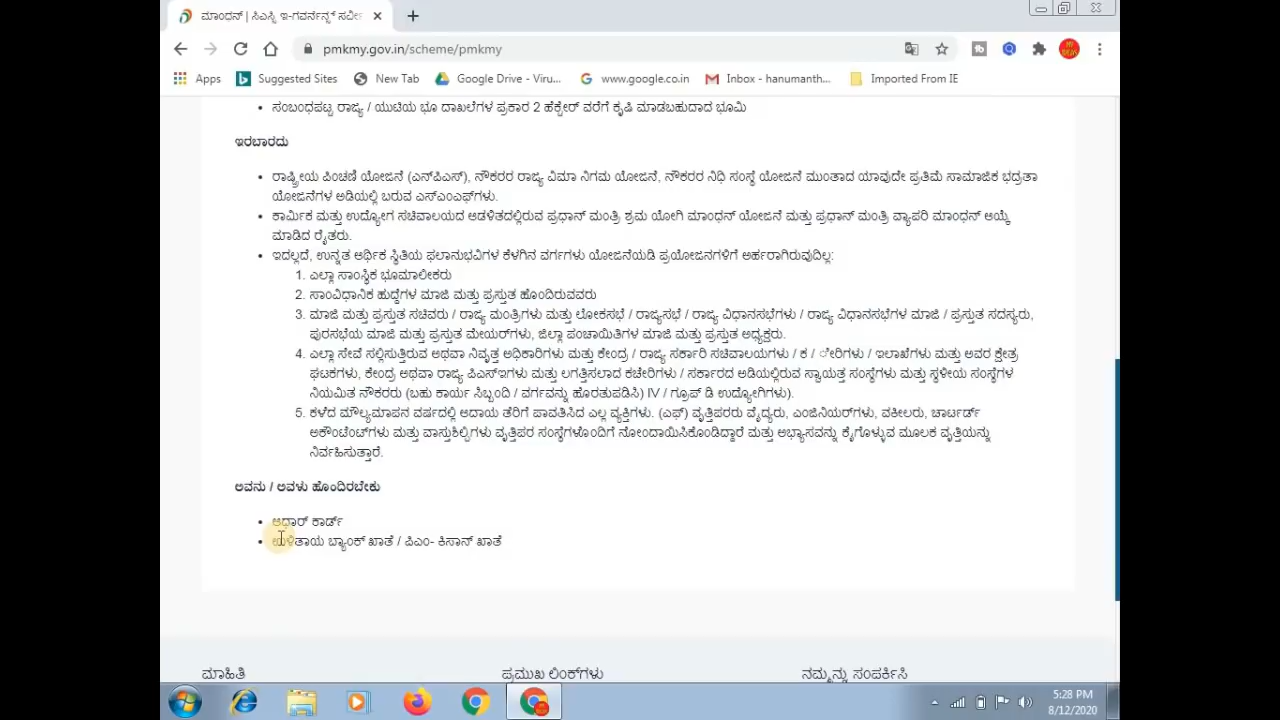 ಮಾಂಧನ್ | ಸಿಎಸ್ಸಿ ಇ-ಗವರ್ನೆನ್ಸ್ ಸರ್ವೀ
pmkmy.gov.in/scheme/pmkmy
Apps Suggested Sites New Tab Google Drive - Viru... www.google.co.in Inbox - hanumanth... Imported From IE
ಸಂಬಂಧಪಟ್ಟ ರಾಜ್ಯ / ಯುಟಿಯ ಭೂ ದಾಖಲೆಗಳ ಪ್ರಕಾರ 2 ಹೆಕ್ಟೇರ್ ವರೆಗೆ ಕೃಷಿ ಮಾಡಬಹುದಾದ ಭೂಮಿ
ಇರಬಾರದು
ರಾಷ್ಟ್ರೀಯ ಪಿಂಚಣಿ ಯೋಜನೆ (ಎನ್‌ಪಿಎಸ್), ನೌಕರರ ರಾಜ್ಯ ವಿಮಾ ನಿಗಮ ಯೋಜನೆ, ನೌಕರರ ನಿಧಿ ಸಂಸ್ಥೆ ಯೋಜನೆ ಮುಂತಾದ ಯಾವುದೇ ಪ್ರತಿಮೆ ಸಾಮಾಜಿಕ ಭದ್ರತಾ
ಯೋಜನೆಗಳ ಅಡಿಯಲ್ಲಿ ಬರುವ ಎಸ್‌ಎಂಎಫ್‌ಗಳು.
ಕಾರ್ಮಿಕ ಮತ್ತು ಉದ್ಯೋಗ ಸಚಿವಾಲಯದ ಆಡಳಿತದಲ್ಲಿರುವ ಪ್ರಧಾನ್ ಮಂತ್ರಿ ಶ್ರಮ ಯೋಗಿ ಮಾಂಧನ್ ಯೋಜನೆ ಮತ್ತು ಪ್ರಧಾನ್ ಮಂತ್ರಿ ವ್ಯಾಪರಿ ಮಾಂಧನ್ ಆಯ್ಕೆ
ಮಾಡಿದ ರೈತರು.
ಇದಲ್ಲದೆ, ಉನ್ನತ ಆರ್ಥಿಕ ಸ್ಥಿತಿಯ ಫಲಾನುಭವಿಗಳ ಕೆಳಗಿನ ವರ್ಗಗಳು ಯೋಜನೆಯಡಿ ಪ್ರಯೋಜನಗಳಿಗೆ ಅರ್ಹರಾಗಿರುವುದಿಲ್ಲ:
1. ಎಲ್ಲಾ ಸಾಂಸ್ಥಿಕ ಭೂಮಾಲೀಕರು
2. ಸಾಂವಿಧಾನಿಕ ಹುದ್ದೆಗಳ ಮಾಜಿ ಮತ್ತು ಪ್ರಸ್ತುತ ಹೊಂದಿರುವವರು
3. ಮಾಜಿ ಮತ್ತು ಪ್ರಸ್ತುತ ಸಚಿವರು / ರಾಜ್ಯ ಮಂತ್ರಿಗಳು ಮತ್ತು ಲೋಕಸಭೆ / ರಾಜ್ಯಸಭೆ / ರಾಜ್ಯ ವಿಧಾನಸಭೆಗಳು / ರಾಜ್ಯ ವಿಧಾನಸಭೆಗಳ ಮಾಜಿ / ಪ್ರಸ್ತುತ ಸದಸ್ಯರು,
ಪುರಸಭೆಯ ಮಾಜಿ ಮತ್ತು ಪ್ರಸ್ತುತ ಮೇಯರ್‌ಗಳು, ಜಿಲ್ಲಾ ಪಂಚಾಯಿತಿಗಳ ಮಾಜಿ ಮತ್ತು ಪ್ರಸ್ತುತ ಅಧ್ಯಕ್ಷರು.
4. ಎಲ್ಲಾ ಸೇವೆ ಸಲ್ಲಿಸುತ್ತಿರುವ ಅಥವಾ ನಿವೃತ್ತ ಅಧಿಕಾರಿಗಳು ಮತ್ತು ಕೇಂದ್ರ / ರಾಜ್ಯ ಸರ್ಕಾರಿ ಸಚಿವಾಲಯಗಳು / ಕ / ೇರಿಗಳು / ಇಲಾಖೆಗಳು ಮತ್ತು ಅವರ ಕ್ಷೇತ್ರ
ಘಟಕಗಳು, ಕೇಂದ್ರ ಅಥವಾ ರಾಜ್ಯ ಪಿಎಸ್‌ಇಗಳು ಮತ್ತು ಲಗತ್ತಿಸಲಾದ ಕಚೇರಿಗಳು / ಸರ್ಕಾರದ ಅಡಿಯಲ್ಲಿರುವ ಸ್ವಾಯತ್ತ ಸಂಸ್ಥೆಗಳು ಮತ್ತು ಸ್ಥಳೀಯ ಸಂಸ್ಥೆಗಳ
ನಿಯಮಿತ ನೌಕರರು (ಬಹು ಕಾರ್ಯ ಸಿಬ್ಬಂದಿ / ವರ್ಗವನ್ನು ಹೊರತುಪಡಿಸಿ) IV / ಗ್ರೂಪ್ ಡಿ ಉದ್ಯೋಗಿಗಳು).
5. ಕಳೆದ ಮೌಲ್ಯಮಾಪನ ವರ್ಷದಲ್ಲಿ ಆದಾಯ ತೆರಿಗೆ ಪಾವತಿಸಿದ ಎಲ್ಲ ವ್ಯಕ್ತಿಗಳು. (ಎಫ್) ವೃತ್ತಿಪರರು ವೈದ್ಯರು, ಎಂಜಿನಿಯರ್‌ಗಳು, ವಕೀಲರು, ಚಾರ್ಟರ್ಡ್
ಅಕೌಂಟೆಂಟ್‌ಗಳು ಮತ್ತು ವಾಸ್ತುಶಿಲ್ಪಿಗಳು ವೃತ್ತಿಪರ ಸಂಸ್ಥೆಗಳೊಂದಿಗೆ ನೋಂದಾಯಿಸಿಕೊಂಡಿದ್ದಾರೆ ಮತ್ತು ಅಭ್ಯಾಸವನ್ನು ಕೈಗೊಳ್ಳುವ ಮೂಲಕ ವೃತ್ತಿಯನ್ನು
ನಿರ್ವಹಿಸುತ್ತಾರೆ.
ಅವನು / ಅವಳು ಹೊಂದಿರಬೇಕು
ಆಧಾರ್ ಕಾರ್ಡ್
ಉಳಿತಾಯ ಬ್ಯಾಂಕ್ ಖಾತೆ / ಪಿಎಂ- ಕಿಸಾನ್ ಖಾತೆ
ಮಾಹಿತಿ ಪ್ರಮುಖ ಲಿಂಕ್‌ಗಳು ನಮ್ಮನ್ನು ಸಂಪರ್ಕಿಸಿ
5:28 PM
8/12/2020